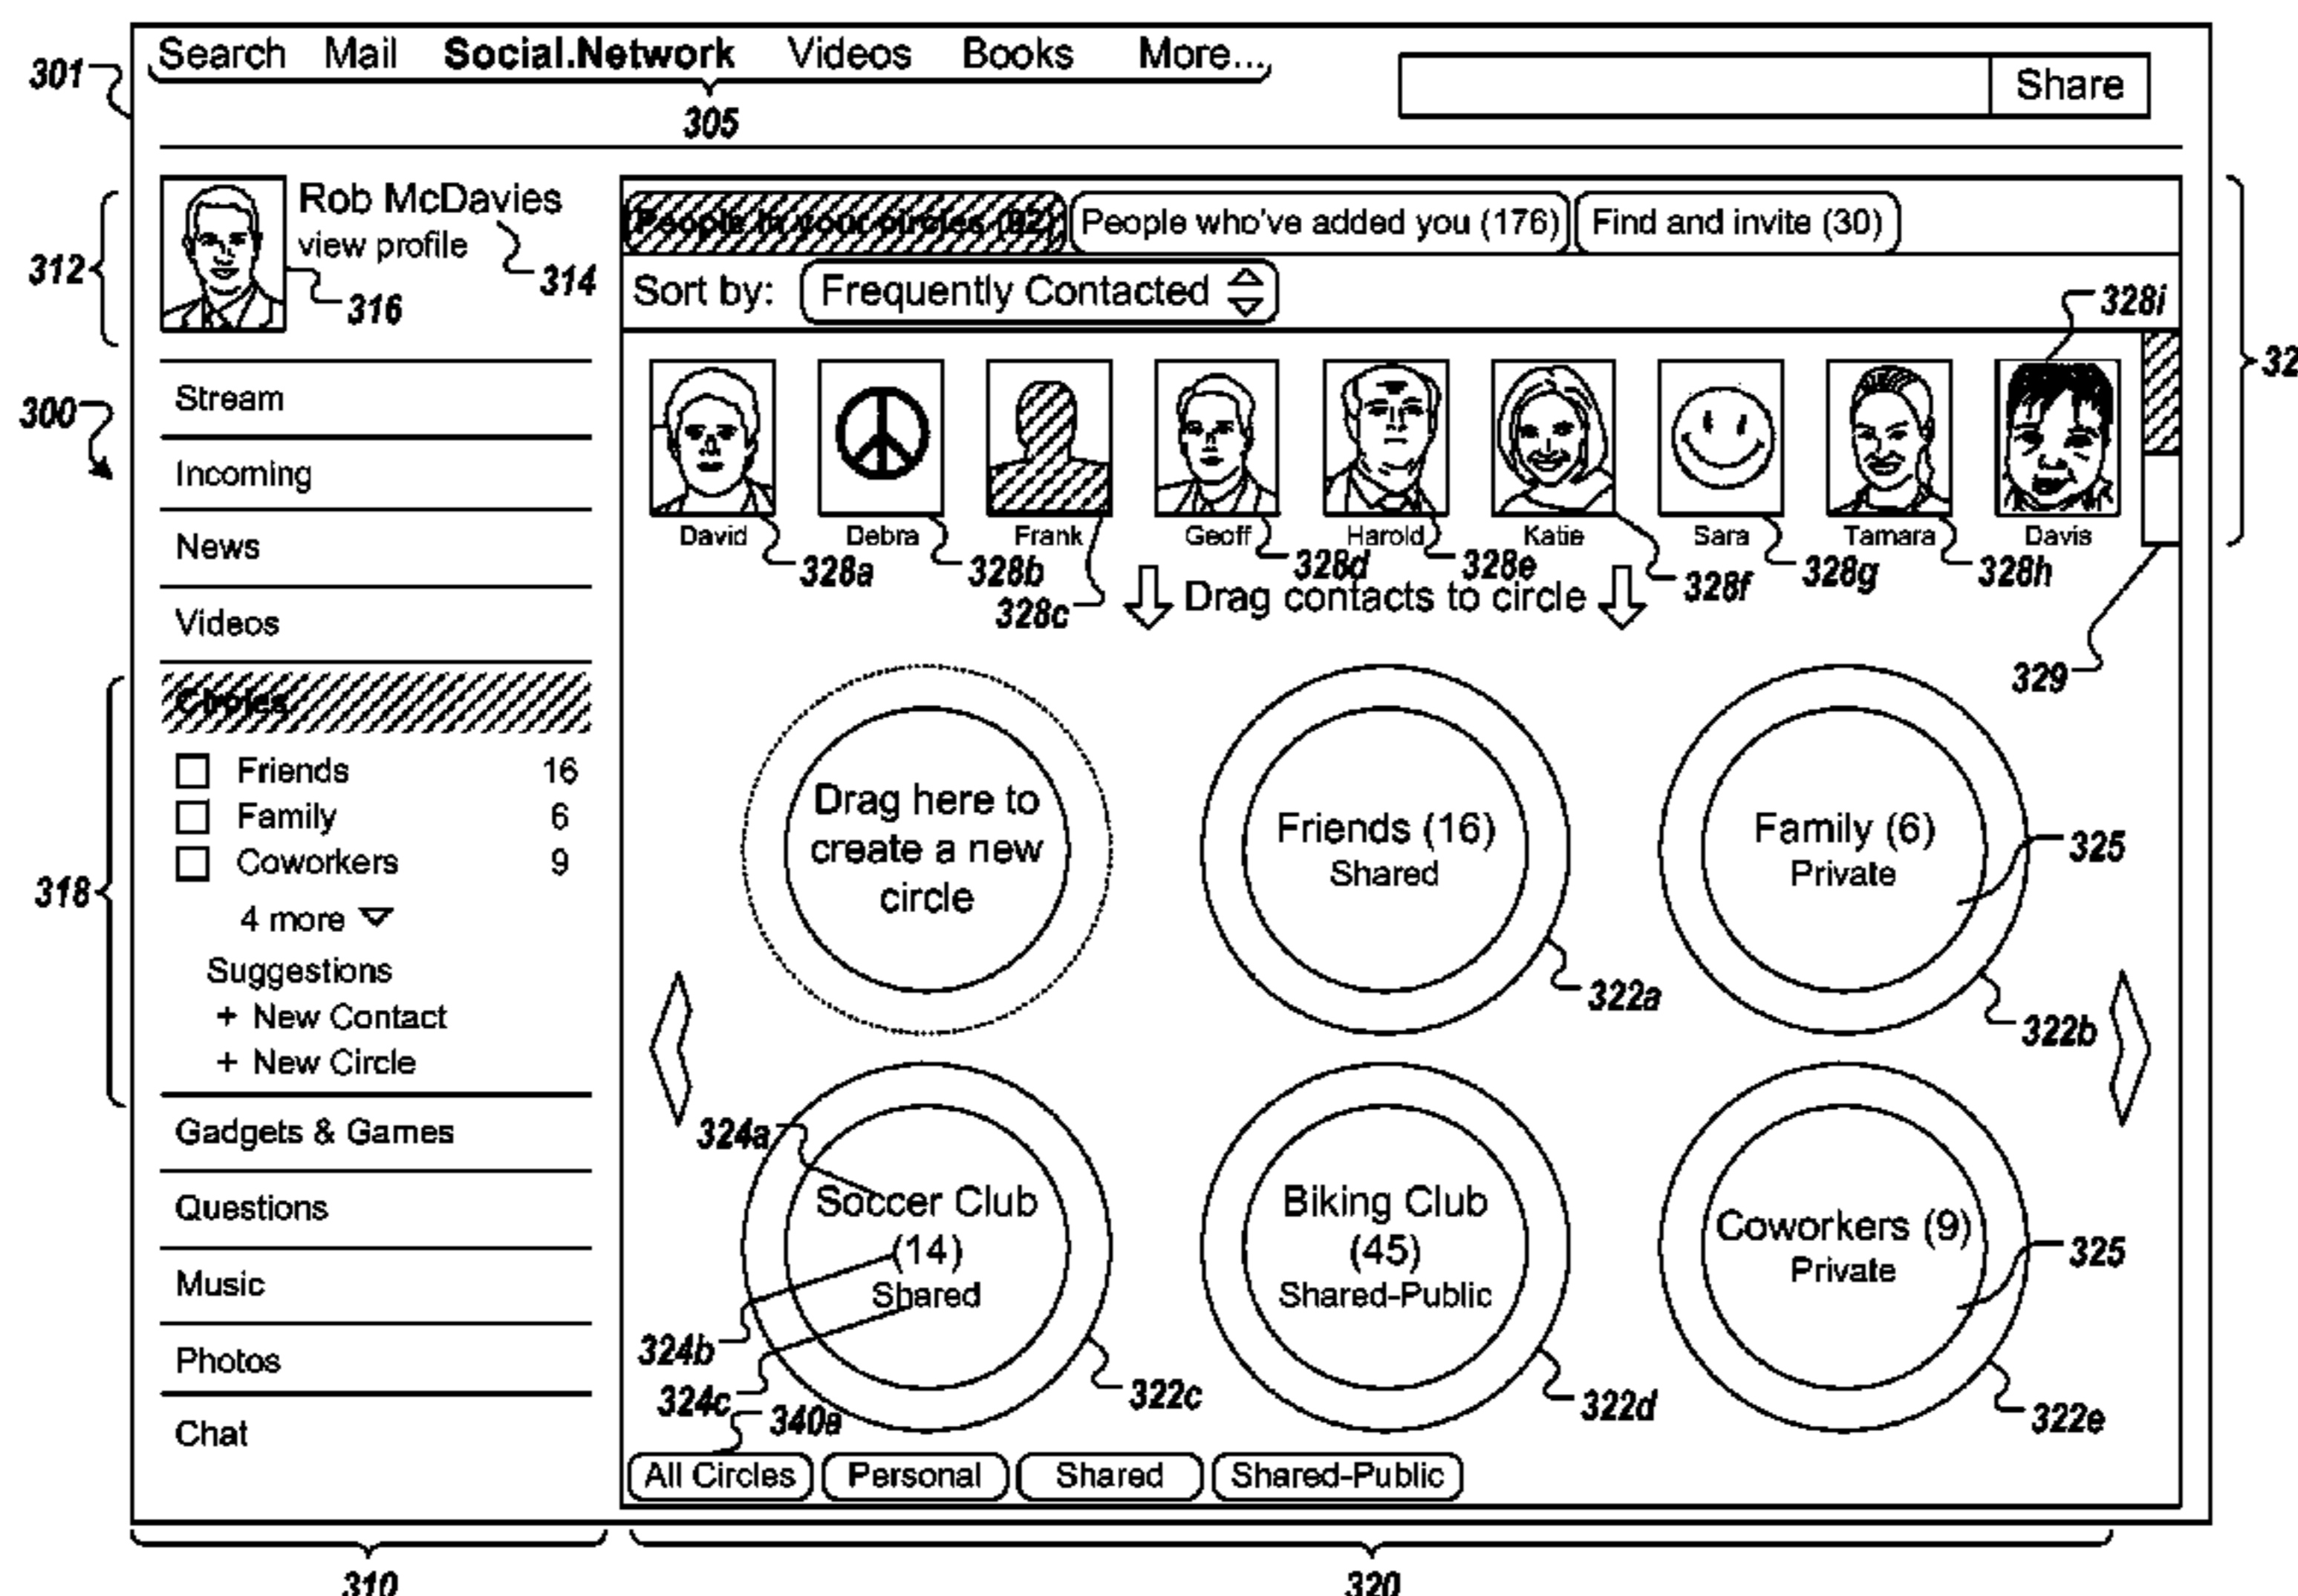 Search Mail Social.Network Videos Books More...
Share
301
305
Rob McDavies
view profile
312
314
316
People in your circles (92)
People who've added you (176)
Find and invite (30)
Sort by: Frequently Contacted
328i
32
300
Stream
Incoming
News
Videos
David Debra Frank Geoff Harold Katie Sara Tamara Davis
328a 328b 328c 328d 328e 328f 328g 328h
Drag contacts to circle
329
Circles
Friends 16
Family 6
Coworkers 9
4 more
Suggestions
+ New Contact
+ New Circle
318
Gadgets & Games
Questions
Music
Photos
Chat
Drag here to
create a new
circle
Friends (16)
Shared
322a
Family (6)
Private
325
322b
324a
Soccer Club
(14)
Shared
324b
324c
322c
Biking Club
(45)
Shared-Public
322d
Coworkers (9)
Private
325
322e
340a
All Circles Personal Shared Shared-Public
310
320